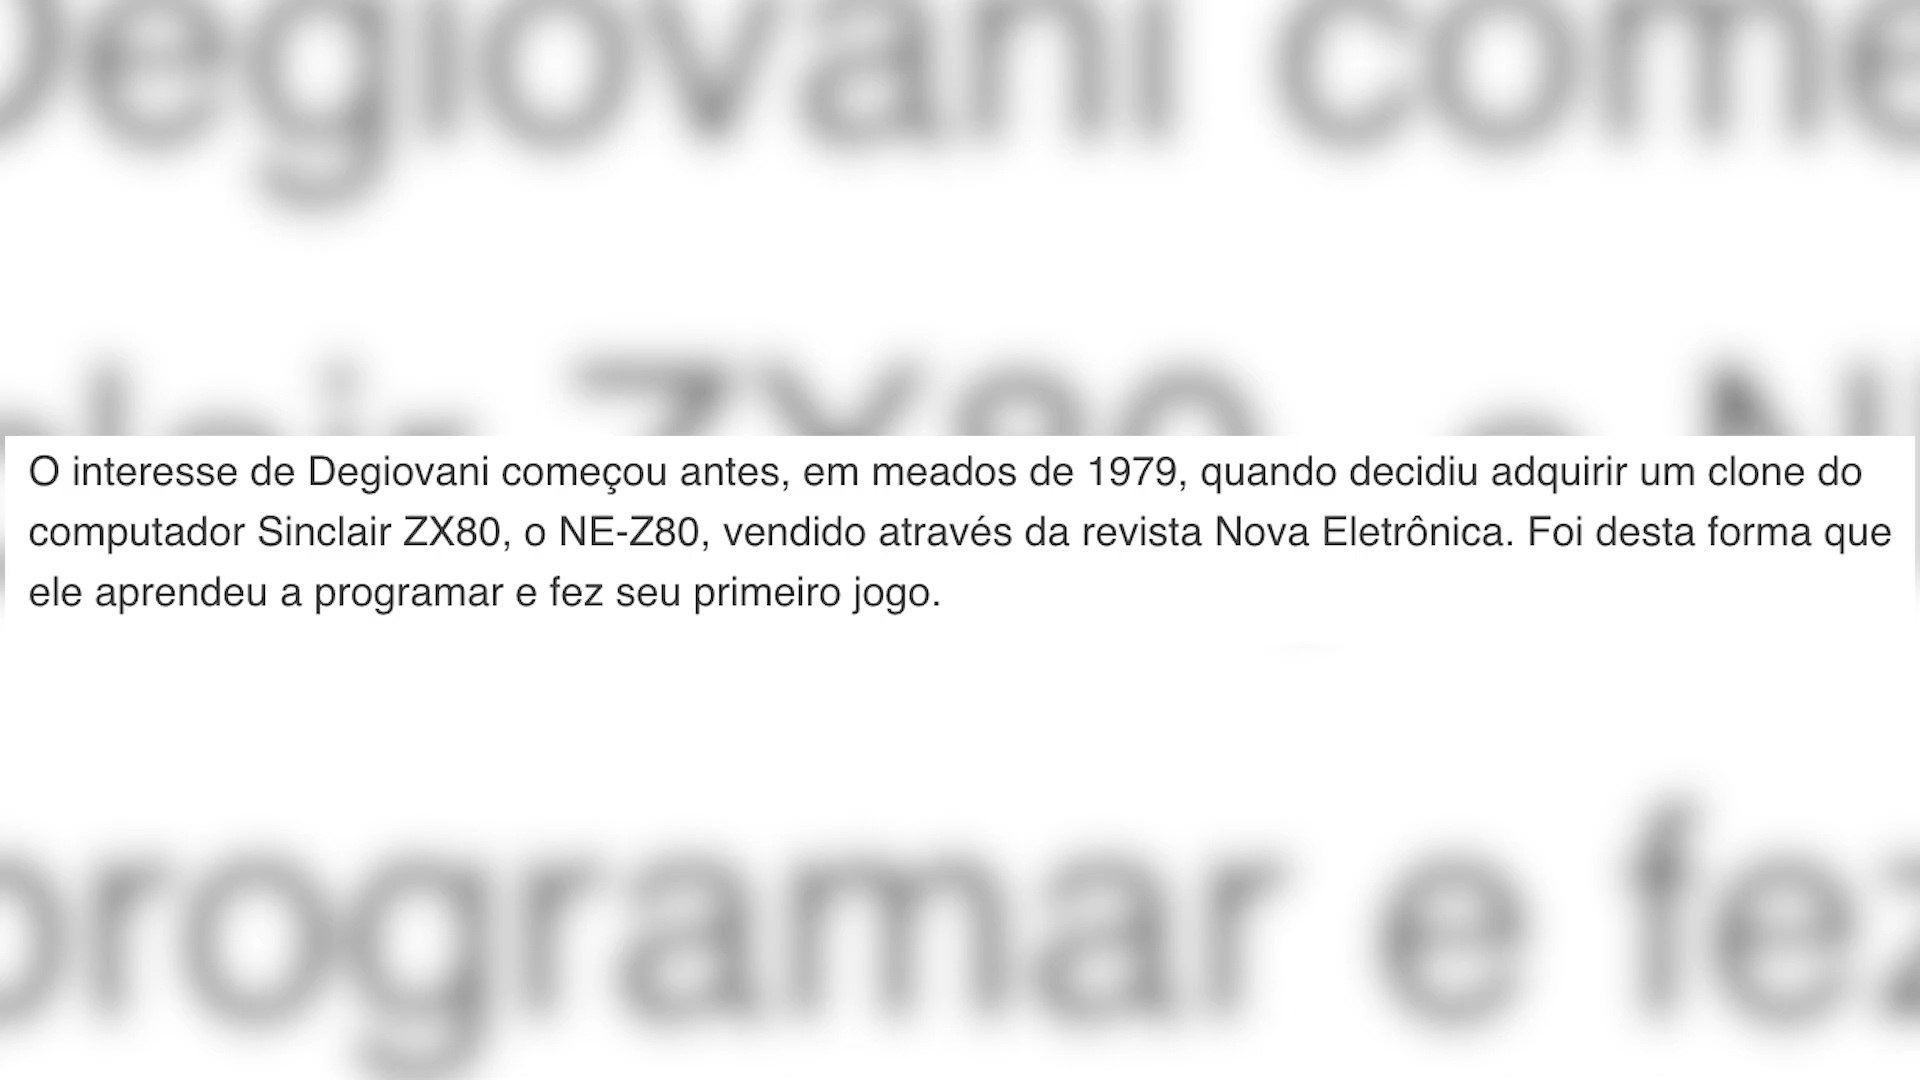 O interesse de Degiovani começou antes, em meados de 1979, quando decidiu adquirir um clone do
computador Sinclair ZX80, o NE-Z80, vendido através da revista Nova Eletrônica. Foi desta forma que
ele aprendeu a programar e fez seu primeiro jogo.